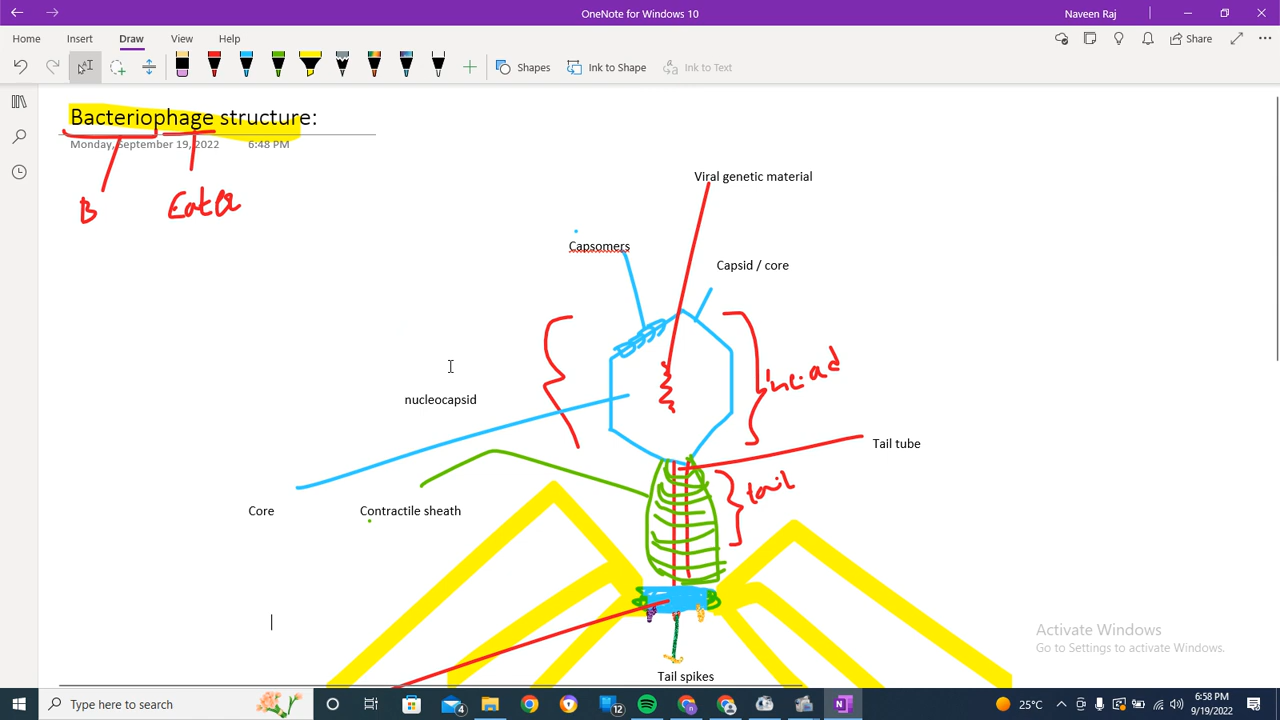 OneNote for Windows 10
Naveen Raj
Home Insert Draw View Help
Share
Shapes Ink to Shape Ink to Text
Bacteriophage structure:
Monday, September 19, 2022 6:48 PM
B Eater
Viral genetic material
Capsomers
Capsid / core
head
nucleocapsid
Tail tube
tail
Core
Contractile sheath
Tail spikes
Activate Windows
Go to Settings to activate Windows.
Type here to search
4
12
25°C
6:58 PM
9/19/2022